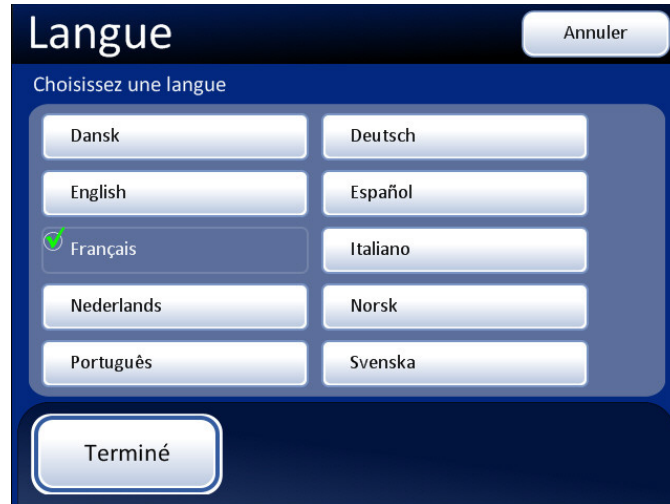 Langue
Annuler
Choisissez une langue
Dansk
Deutsch
English
Español
Français
Italiano
Nederlands
Norsk
Português
Svenska
Terminé